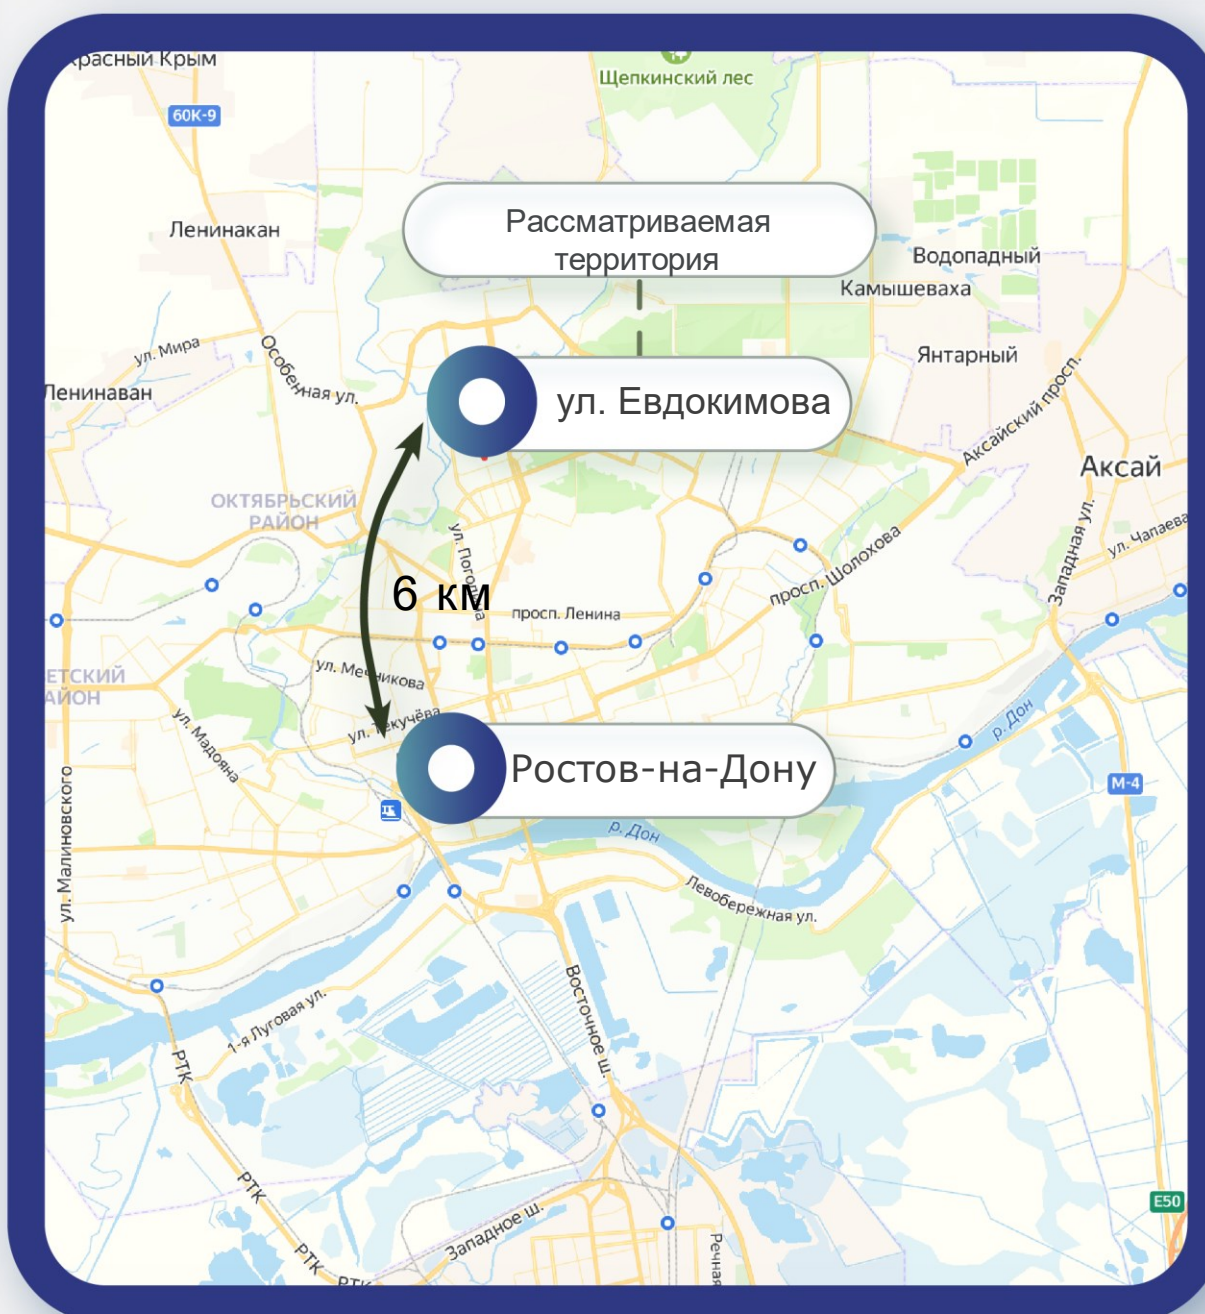 Красный Крым
Щепкинский лес
60К-9
Ленинакан
Рассматриваемая
территория
Водопадный
Камышеваха
ул. Мира
Особенная ул.
Янтарный
Ленинаван
ул. Евдокимова
Аксайский просп.
Аксай
ОКТЯБРЬСКИЙ
РАЙОН
ул. Чапаева
Западная ул.
просп. Шолохова
6 км
просп. Ленина
ЕТСКИЙ
АЙОН
ул. Мечникова
ул. Текучёва
ул. Мадояна
р. Дон
Ростов-на-Дону
М-4
ул. Малиновского
р. Дон
Левобережная ул.
Восточное ш.
1-я Луговая ул.
РТК
РТК
РТК
РТК
Западное ш.
Речная
E50